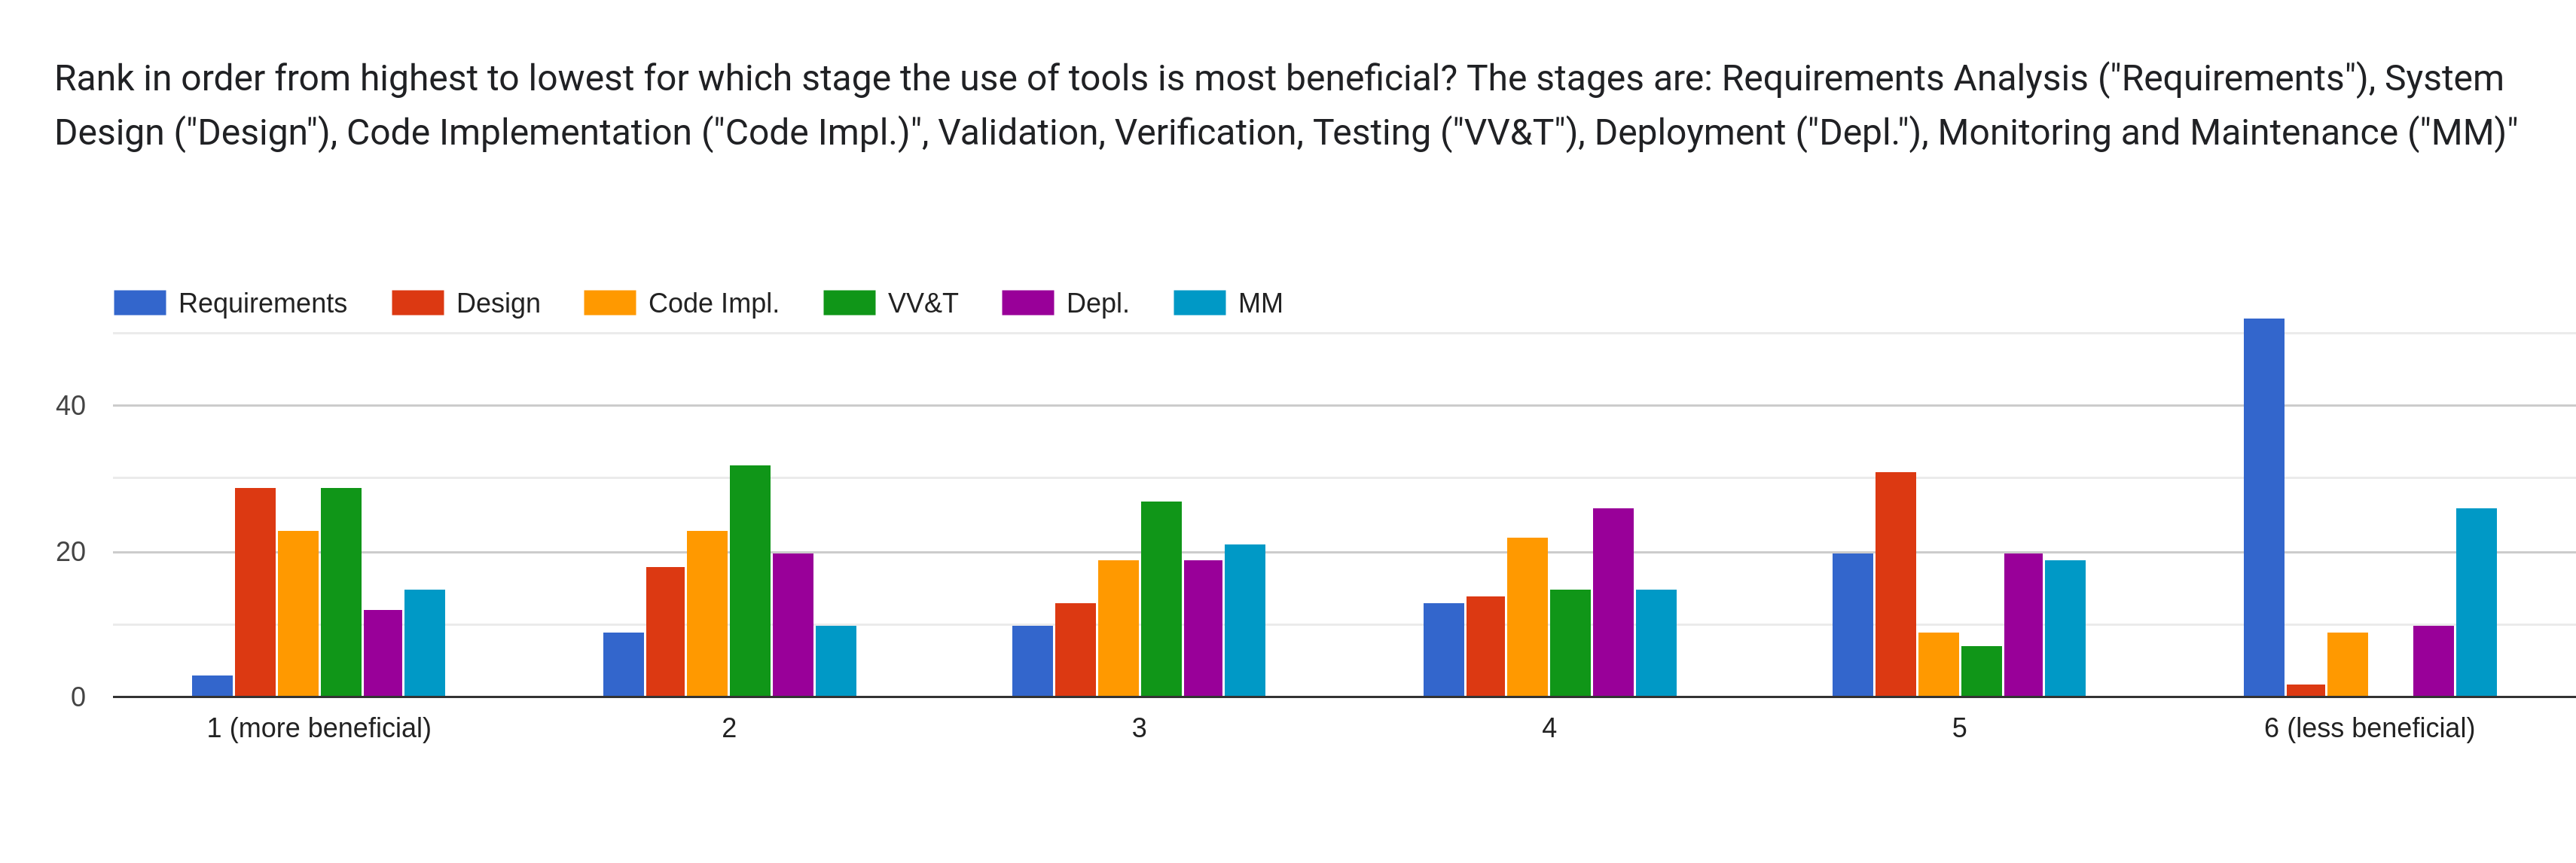 Rank in order from highest to lowest for which stage the use of tools is most beneficial? The stages are: Requirements Analysis ("Requirements"), System
Design ("Design"), Code Implementation ("Code Impl.)", Validation, Verification, Testing ("VV&T"), Deployment ("Depl."), Monitoring and Maintenance ("MM)"
Requirements Design Code Impl. VV&T Depl. MM
40
20
0
1 (more beneficial) 2 3 4 5 6 (less beneficial)